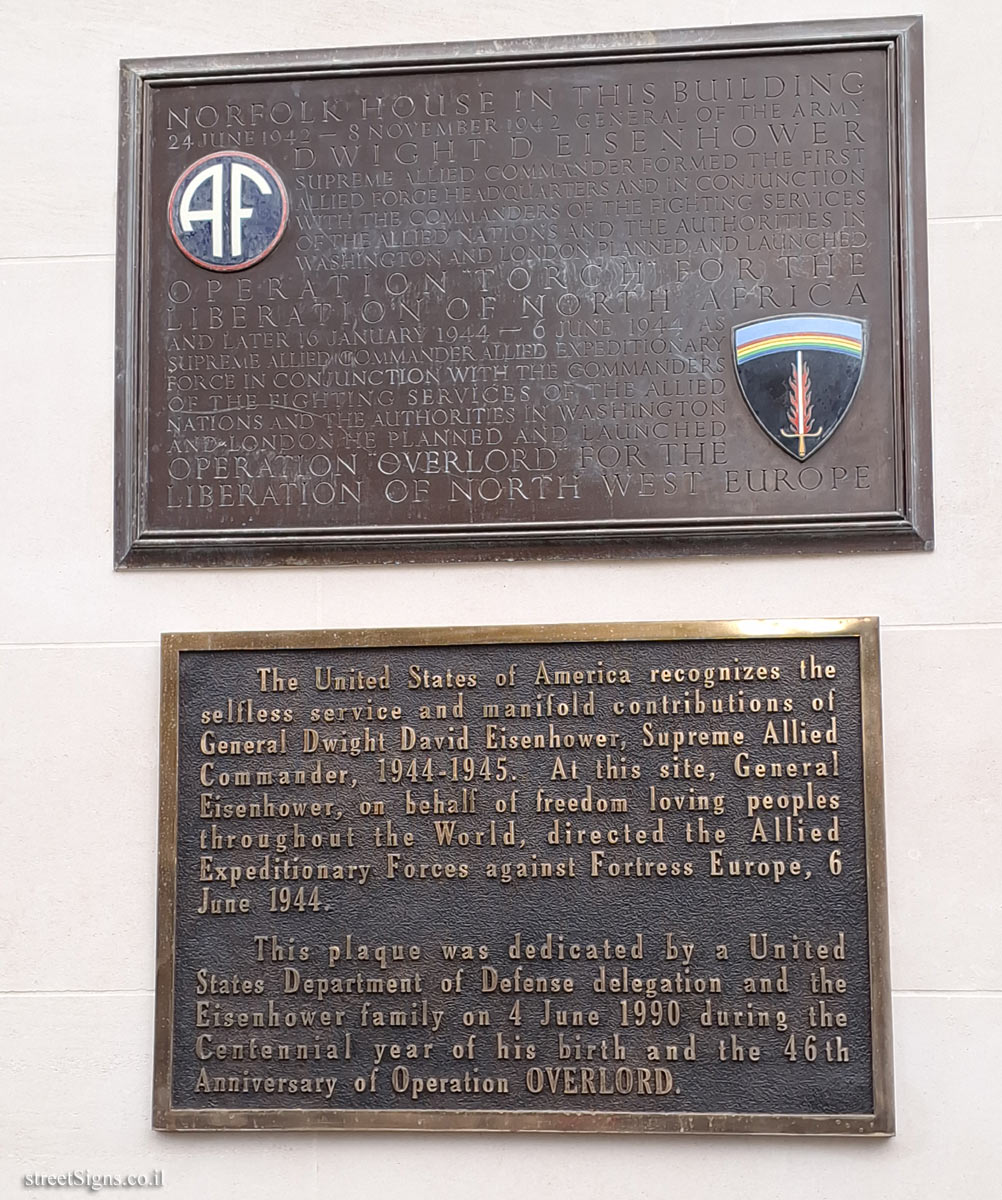 NORFOLK HOUSE IN THIS BUILDING
24 JUNE 1942 – 8 NOVEMBER 1942 GENERAL OF THE ARMY
DWIGHT D EISENHOWER
SUPREME ALLIED COMMANDER FORMED THE FIRST
ALLIED FORCE HEADQUARTERS AND IN CONJUNCTION
WITH THE COMMANDERS OF THE FIGHTING SERVICES
OF THE ALLIED NATIONS AND THE AUTHORITIES IN
WASHINGTON AND LONDON PLANNED AND LAUNCHED
OPERATION TORCH FOR THE
LIBERATION OF NORTH AFRICA
AND LATER 16 JANUARY 1944 – 6 JUNE 1944 AS
SUPREME ALLIED COMMANDER ALLIED EXPEDITIONARY
FORCE IN CONJUNCTION WITH THE COMMANDERS
OF THE FIGHTING SERVICES OF THE ALLIED
NATIONS AND THE AUTHORITIES IN WASHINGTON
AND LONDON HE PLANNED AND LAUNCHED
OPERATION OVERLORD FOR THE
LIBERATION OF NORTH WEST EUROPE
AF
The United States of America recognizes the
selfless service and manifold contributions of
General Dwight David Eisenhower, Supreme Allied
Commander, 1944-1945. At this site, General
Eisenhower, on behalf of freedom loving peoples
throughout the World, directed the Allied
Expeditionary Forces against Fortress Europe, 6
June 1944.
This plaque was dedicated by a United
States Department of Defense delegation and the
Eisenhower family on 4 June 1990 during the
Centennial year of his birth and the 46th
Anniversary of Operation OVERLORD.
streetSigns.co.il